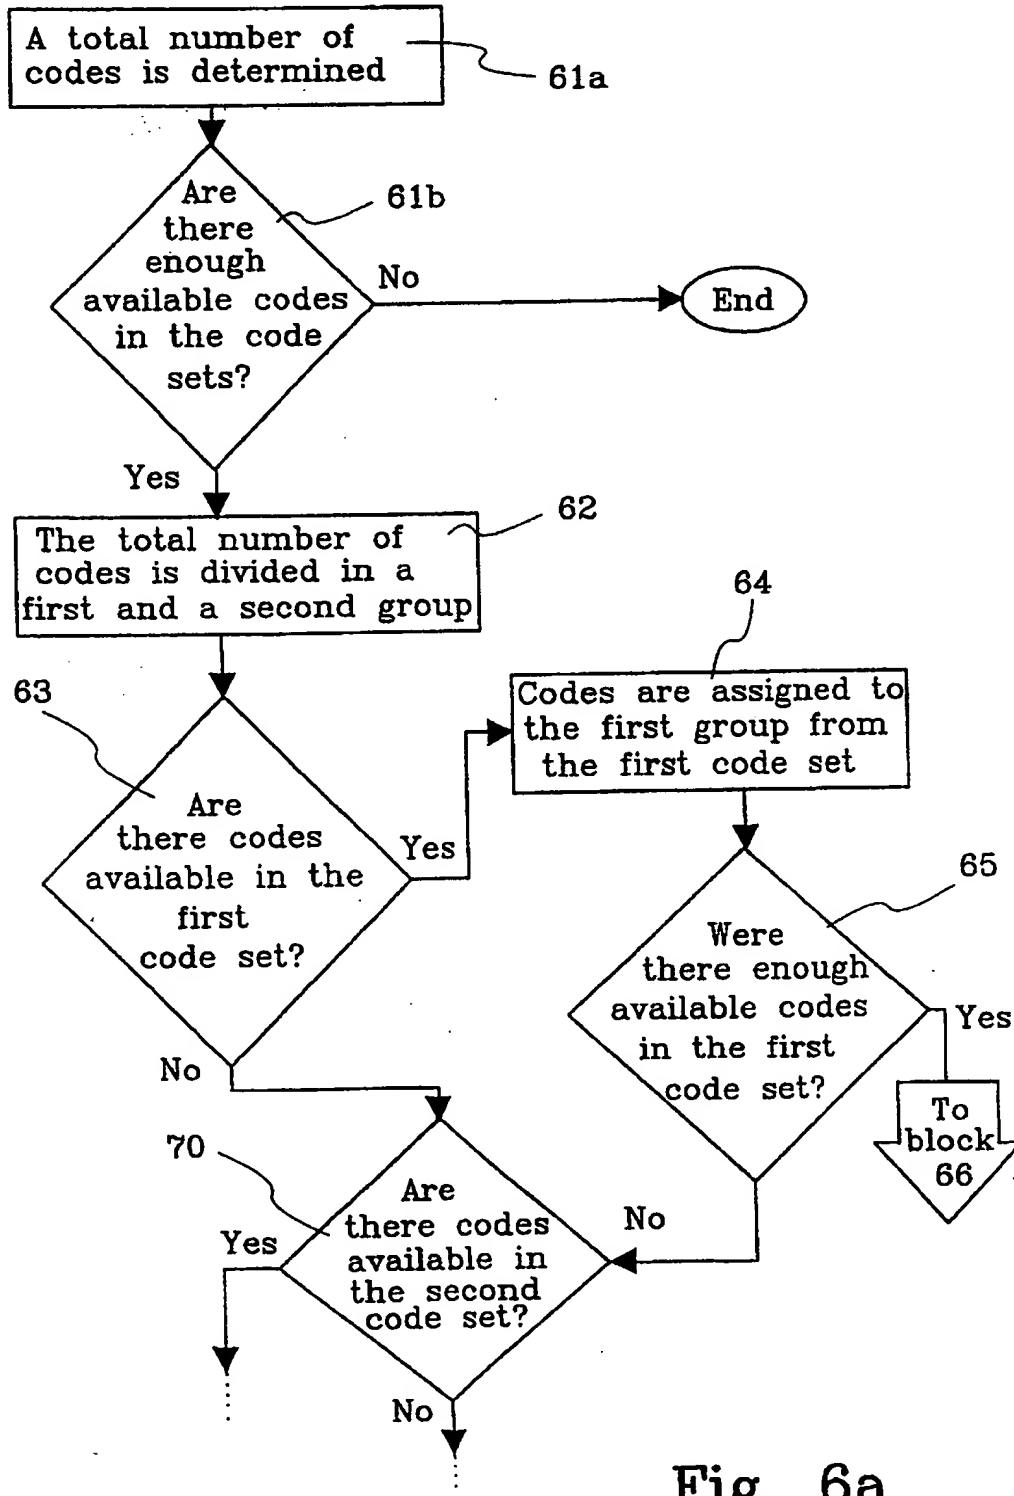 A total number of
codes is determined
61a
Are
there
enough
available codes
in the code
sets?
61b
No
End
Yes
The total number of
codes is divided in a
first and a second group
62
63
Are
there codes
available in the
first
code set?
Yes
No
64
Codes are assigned to
the first group from
the first code set
65
Were
there enough
available codes
in the first
code set?
Yes
To
block
66
No
70
Are
there codes
available in
the second
code set?
Yes
No
Fig. 6a